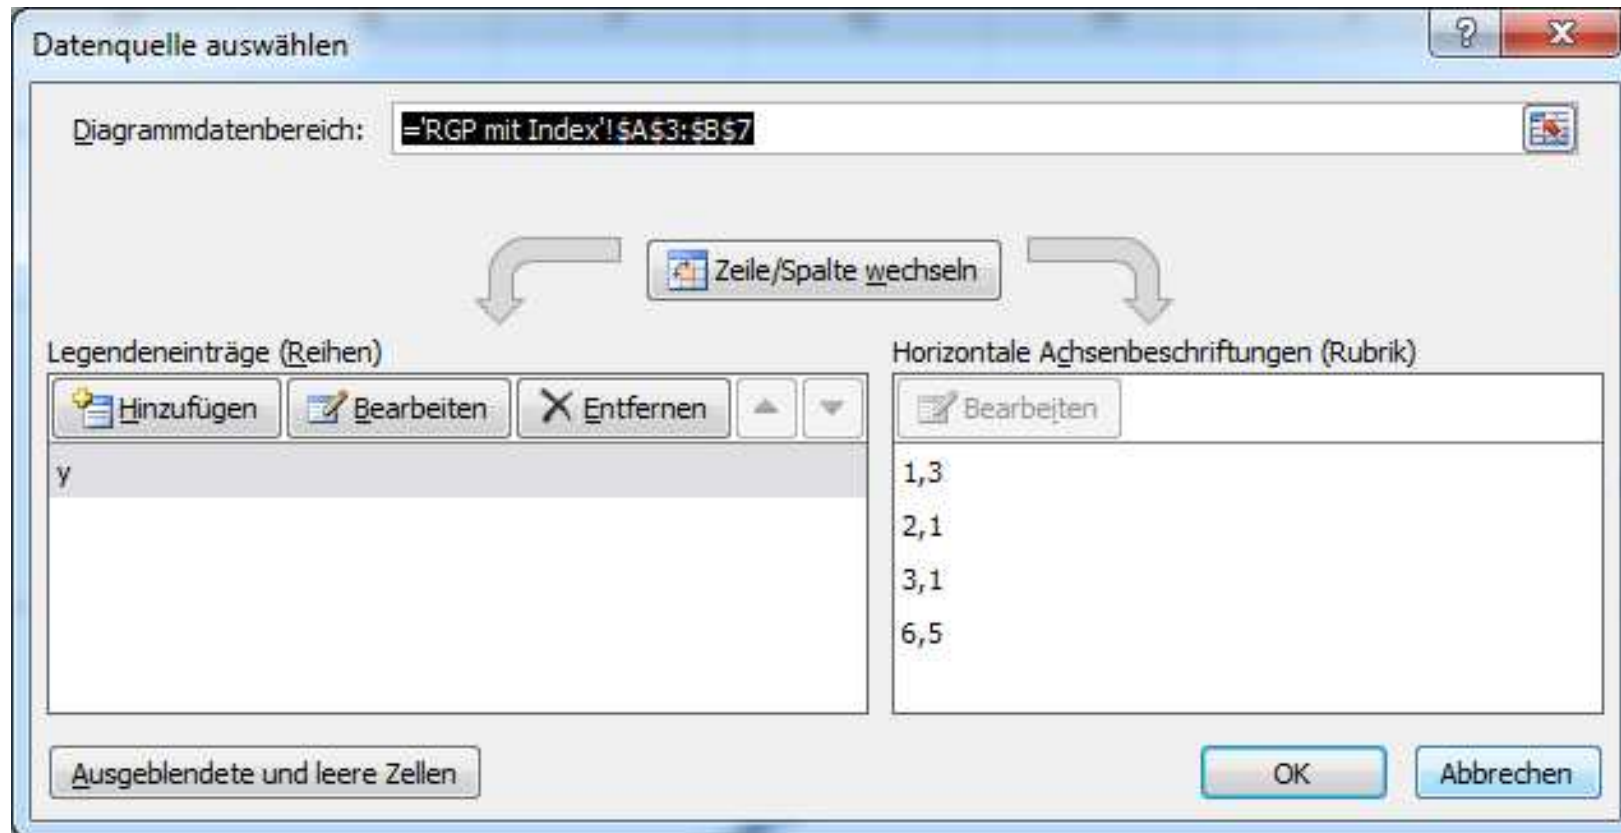 Datenquelle auswählen
Diagrammdatenbereich: ='RGP mit Index'!$A$3:$B$7
Zeile/Spalte wechseln
Legendeneinträge (Reihen)
Horizontale Achsenbeschriftungen (Rubrik)
Hinzufügen Bearbeiten Entfernen
Bearbeiten
y
1,3
2,1
3,1
6,5
Ausgeblendete und leere Zellen
OK
Abbrechen